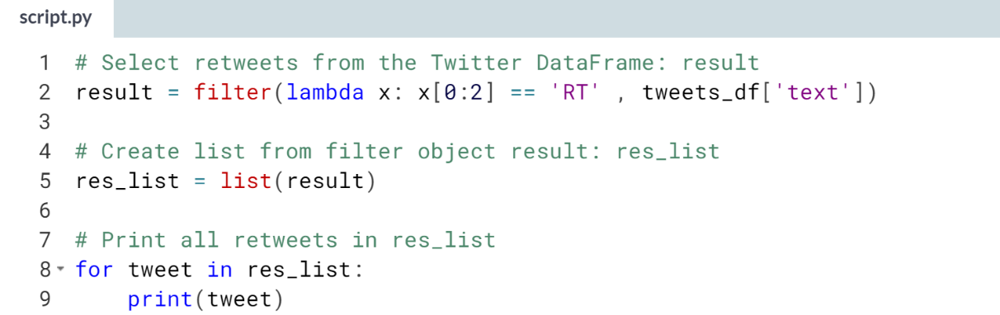 script.py
1 # Select retweets from the Twitter DataFrame: result
2 result = filter(lambda x: x[0:2] == 'RT' , tweets_df['text'])
3
4 # Create list from filter object result: res_list
5 res_list = list(result)
6
7 # Print all retweets in res_list
8 for tweet in res_list:
9     print(tweet)